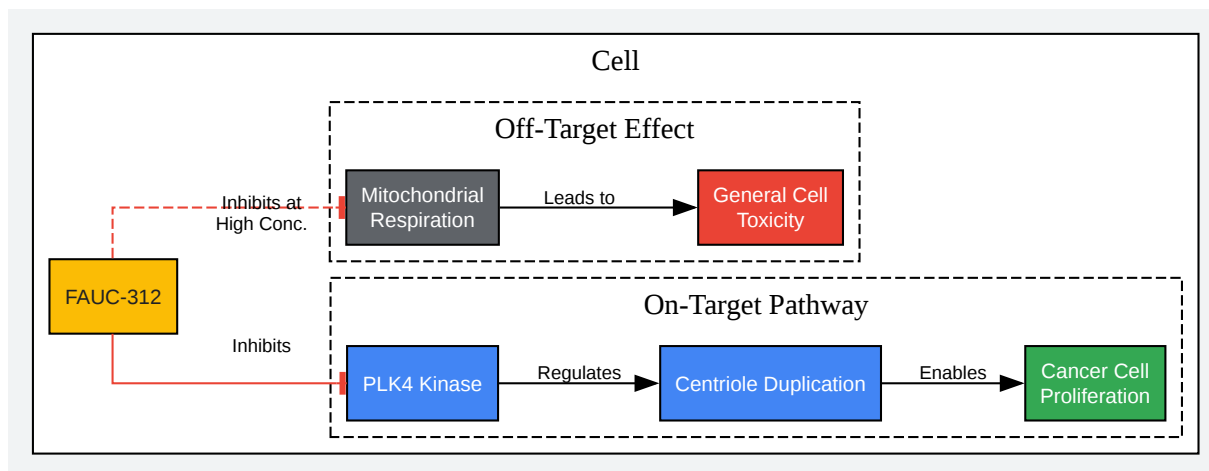 Cell
Off-Target Effect
Mitochondrial
Respiration
Leads to
General Cell
Toxicity
Inhibits at
High Conc.
FAUC-312
On-Target Pathway
Inhibits
PLK4 Kinase
Regulates
Centriole Duplication
Enables
Cancer Cell
Proliferation